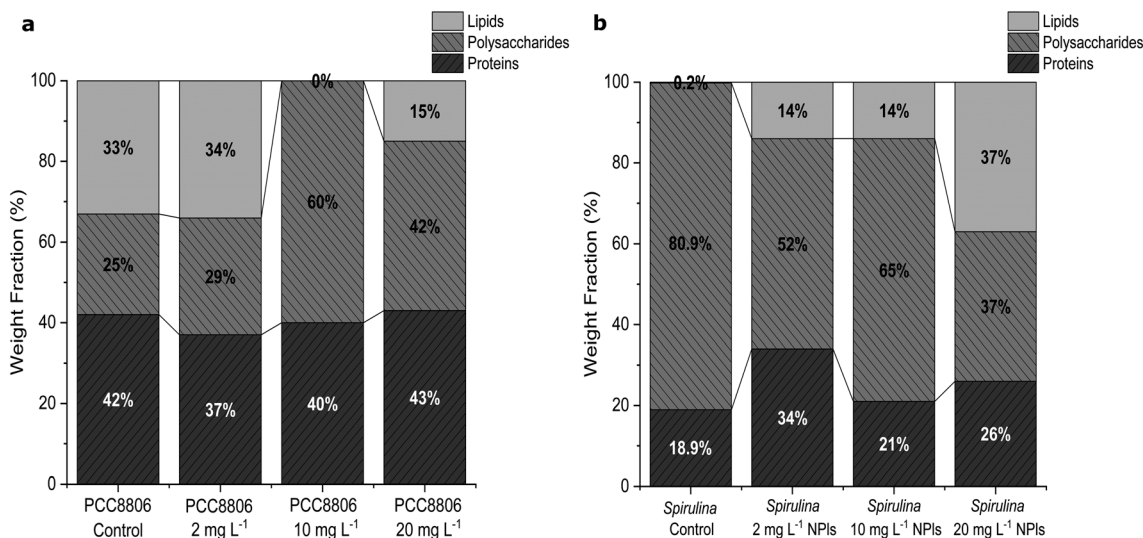 a
Lipids
Polysaccharides
Proteins
Weight Fraction (%)
100
80
60
40
20
0
33%
34%
0%
15%
25%
29%
60%
42%
42%
37%
40%
43%
PCC8806
Control
PCC8806
2 mg L⁻¹
PCC8806
10 mg L⁻¹
PCC8806
20 mg L⁻¹
b
Lipids
Polysaccharides
Proteins
Weight Fraction (%)
100
80
60
40
20
0
0.2%
14%
14%
37%
80.9%
52%
65%
37%
18.9%
34%
21%
26%
Spirulina
Control
Spirulina
2 mg L⁻¹ NPls
Spirulina
10 mg L⁻¹ NPls
Spirulina
20 mg L⁻¹ NPls